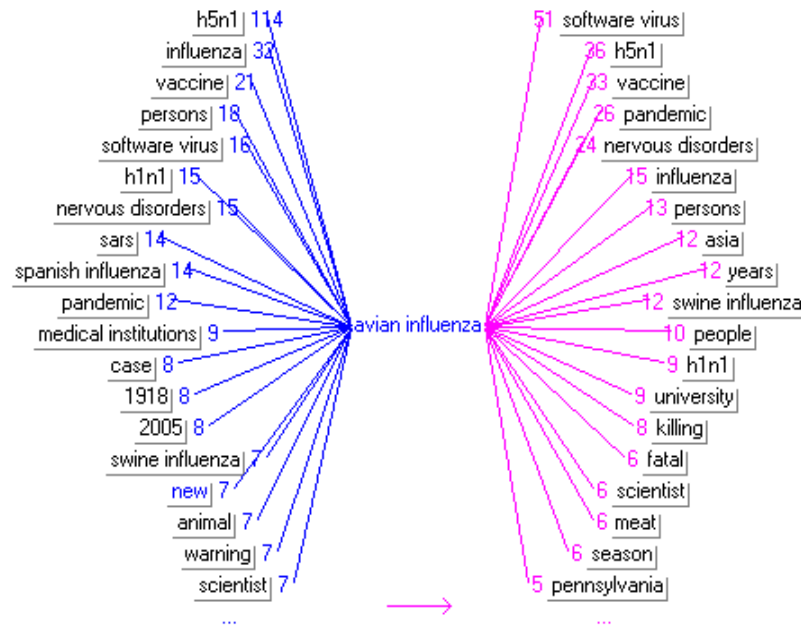 h5n1 114
influenza 32
vaccine 21
persons 18
software virus 16
h1n1 15
nervous disorders 15
sars 14
spanish influenza 14
pandemic 12
medical institutions 9
case 8
1918 8
2005 8
swine influenza 7
new 7
animal 7
warning 7
scientist 7
...
avian influenza
51 software virus
36 h5n1
33 vaccine
26 pandemic
24 nervous disorders
15 influenza
13 persons
12 asia
12 years
12 swine influenza
10 people
9 h1n1
9 university
8 killing
6 fatal
6 scientist
6 meat
6 season
5 pennsylvania
...